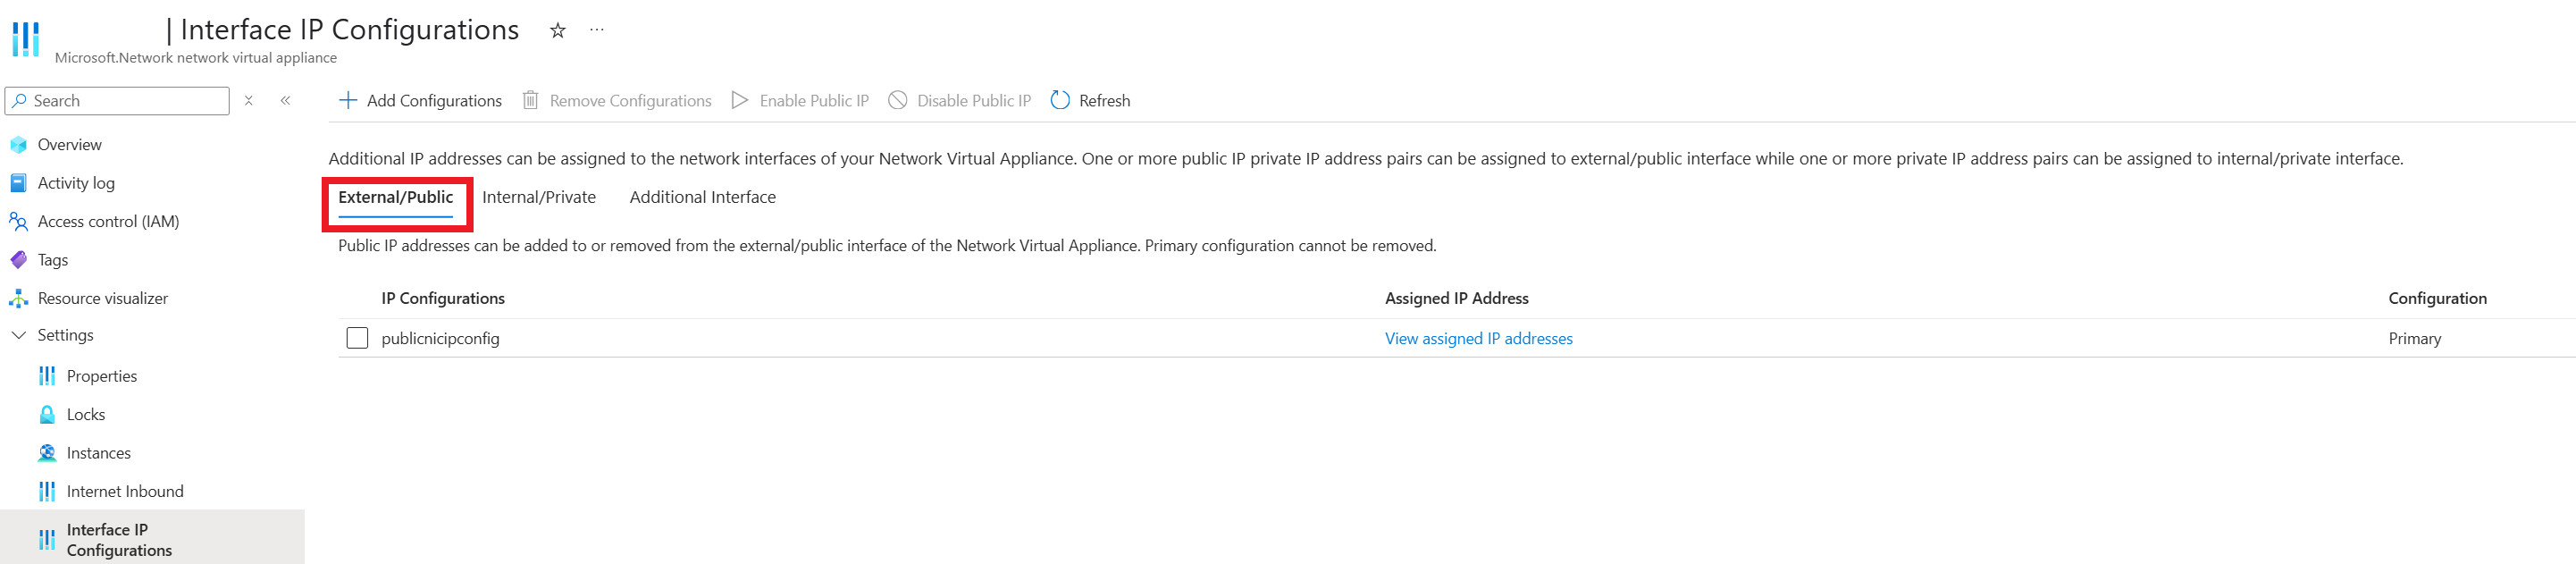 | Interface IP Configurations
Microsoft.Network network virtual appliance
Search
Add Configurations Remove Configurations Enable Public IP Disable Public IP Refresh
Overview
Activity log
Access control (IAM)
Tags
Resource visualizer
Settings
Properties
Locks
Instances
Internet Inbound
Interface IP
Configurations
Additional IP addresses can be assigned to the network interfaces of your Network Virtual Appliance. One or more public IP private IP address pairs can be assigned to external/public interface while one or more private IP address pairs can be assigned to internal/private interface.
External/Public Internal/Private Additional Interface
Public IP addresses can be added to or removed from the external/public interface of the Network Virtual Appliance. Primary configuration cannot be removed.
IP Configurations Assigned IP Address Configuration
publicnicipconfig View assigned IP addresses Primary